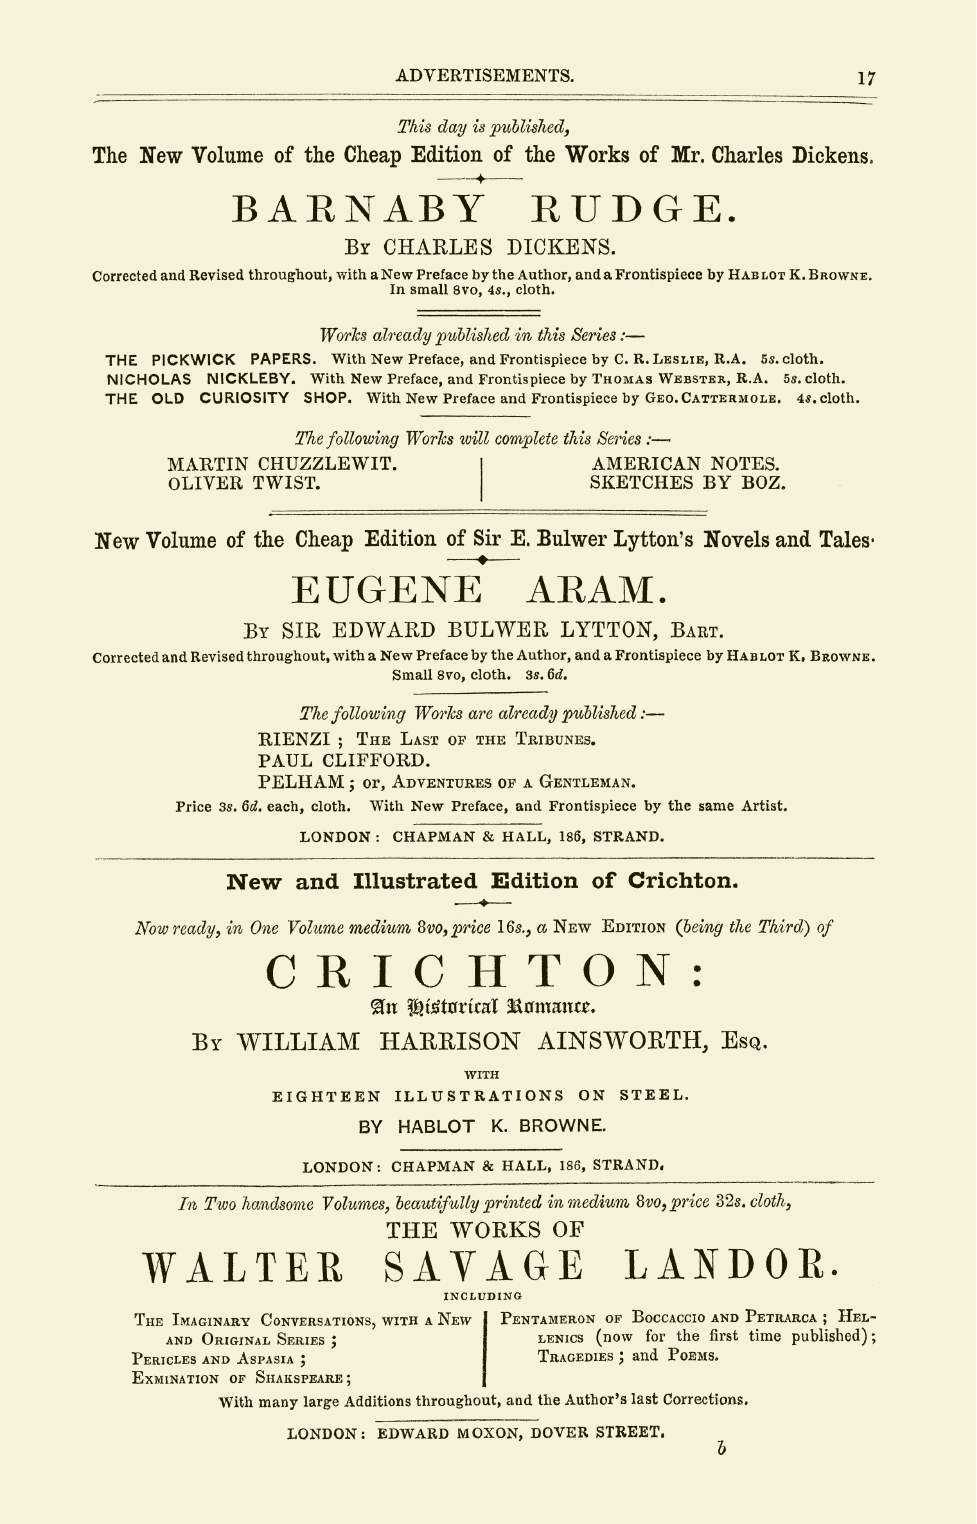 ADVERTISEMENTS. 17
This day is published,
The New Volume of the Cheap Edition of the Works of Mr. Charles Dickens.
BARNABY RUDGE.
By CHARLES DICKENS.
Corrected and Revised throughout, with a New Preface by the Author, and a Frontispiece by Hablot K. Browne.
In small 8vo, 4s., cloth.
Works already published in this Series:—
THE PICKWICK PAPERS. With New Preface, and Frontispiece by C. R. Leslie, R.A. 5s. cloth.
NICHOLAS NICKLEBY. With New Preface, and Frontispiece by Thomas Webster, R.A. 5s. cloth.
THE OLD CURIOSITY SHOP. With New Preface and Frontispiece by Geo. Cattermole. 4s. cloth.
The following Works will complete this Series:—
MARTIN CHUZZLEWIT.
OLIVER TWIST.
AMERICAN NOTES.
SKETCHES BY BOZ.
New Volume of the Cheap Edition of Sir E. Bulwer Lytton's Novels and Tales·
EUGENE ARAM.
By SIR EDWARD BULWER LYTTON, Bart.
Corrected and Revised throughout, with a New Preface by the Author, and a Frontispiece by Hablot K. Browne.
Small 8vo, cloth. 3s. 6d.
The following Works are already published:—
RIENZI; The Last of the Tribunes.
PAUL CLIFFORD.
PELHAM; or, Adventures of a Gentleman.
Price 3s. 6d. each, cloth. With New Preface, and Frontispiece by the same Artist.
LONDON: CHAPMAN & HALL, 186, STRAND.
New and Illustrated Edition of Crichton.
Now ready, in One Volume medium 8vo, price 16s., a New Edition (being the Third) of
CRICHTON:
An Historical Romance.
By WILLIAM HARRISON AINSWORTH, Esq.
WITH
EIGHTEEN ILLUSTRATIONS ON STEEL.
BY HABLOT K. BROWNE.
LONDON: CHAPMAN & HALL, 186, STRAND.
In Two handsome Volumes, beautifully printed in medium 8vo, price 32s. cloth,
THE WORKS OF
WALTER SAVAGE LANDOR.
INCLUDING
The Imaginary Conversations, with a New
and Original Series;
Pericles and Aspasia;
Exmination of Shakspeare;
Pentameron of Boccaccio and Petrarca; Hel-
lenics (now for the first time published);
Tragedies; and Poems.
With many large Additions throughout, and the Author's last Corrections.
LONDON: EDWARD MOXON, DOVER STREET.
b